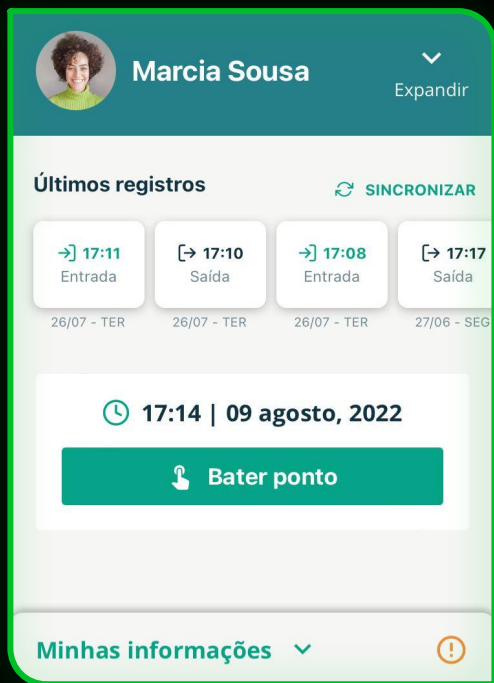 Marcia Sousa
Expandir
Últimos registros
SINCRONIZAR
17:11 17:10 17:08 17:17
Entrada Saída Entrada Saída
26/07 - TER 26/07 - TER 26/07 - TER 27/06 - SEG
17:14 | 09 agosto, 2022
Bater ponto
Minhas informações